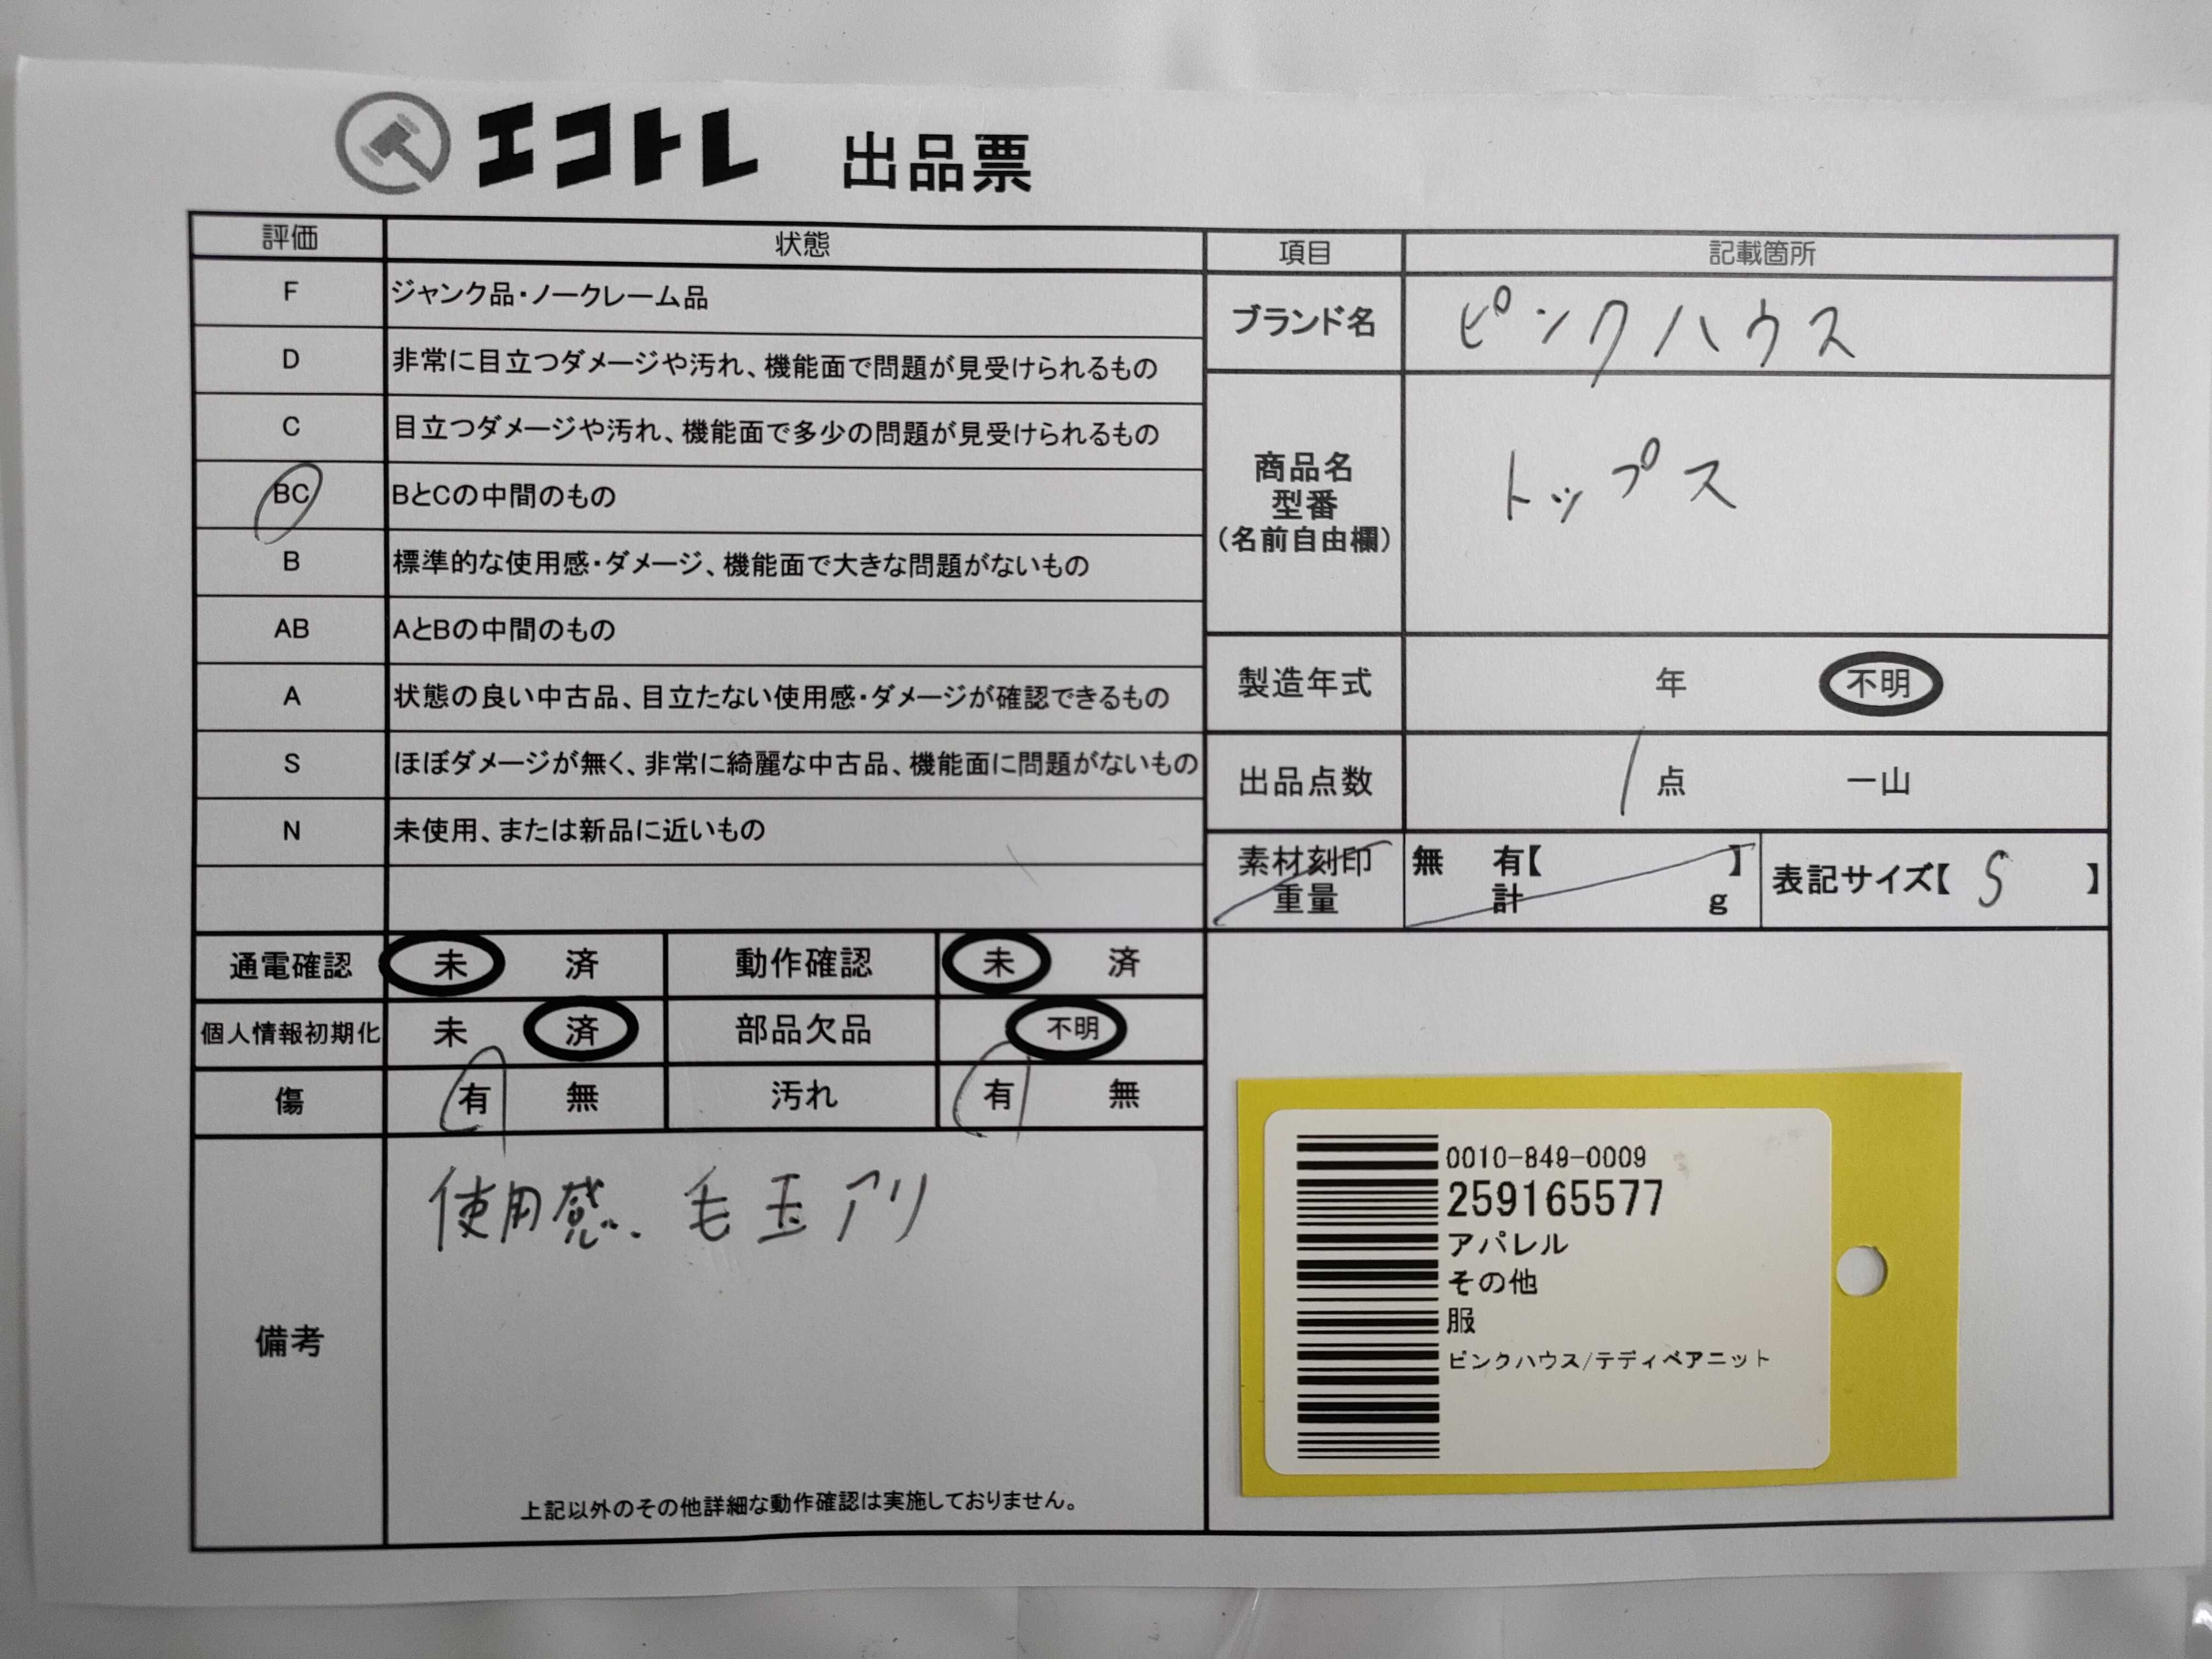 エコトレ 出品票
評価 状態
F ジャンク品・ノークレーム品
D 非常に目立つダメージや汚れ、機能面で問題が見受けられるもの
C 目立つダメージや汚れ、機能面で多少の問題が見受けられるもの
BC BとCの中間のもの
B 標準的な使用感・ダメージ、機能面で大きな問題がないもの
AB AとBの中間のもの
A 状態の良い中古品、目立たない使用感・ダメージが確認できるもの
S ほぼダメージが無く、非常に綺麗な中古品、機能面に問題がないもの
N 未使用、または新品に近いもの
項目 記載箇所
ブランド名 ピンクハウス
商品名
型番
(名前自由欄)
トップス
製造年式 年 不明
出品点数 1点 一山
素材刻印 無 有【 】
重量 計 g
表記サイズ【 S 】
通電確認 未 済 動作確認 未 済
個人情報初期化 未 済 部品欠品 不明
傷 有 無 汚れ 有 無
備考
使用感、毛玉アリ
上記以外のその他詳細な動作確認は実施しておりません。
0010-849-0009
259165577
アパレル
その他
服
ピンクハウス/テディベアニット